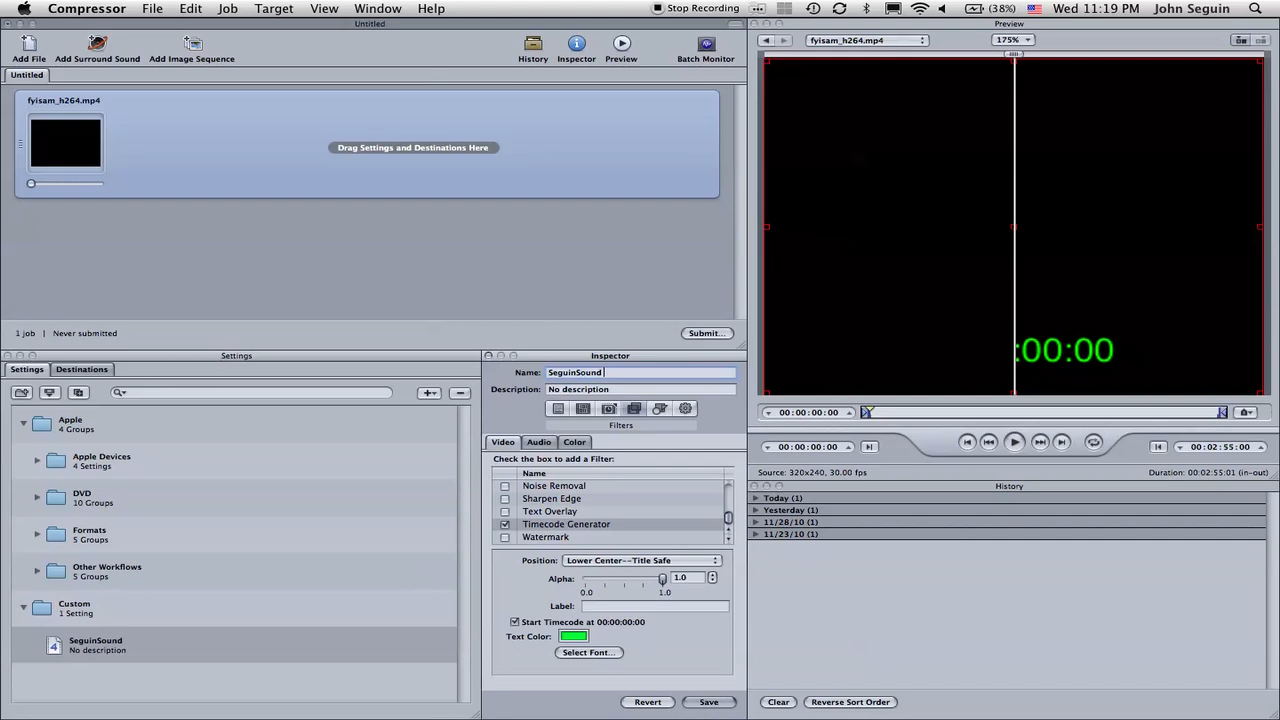 Compressor File Edit Job Target View Window Help Stop Recording (38%) Wed 11:19 PM John Seguin
Untitled
Add File Add Surround Sound Add Image Sequence History Inspector Preview Batch Monitor
Untitled
fyisam_h264.mp4
Drag Settings and Destinations Here
1 job Never submitted Submit...
Preview
fyisam_h264.mp4 175%
:00:00
00:00:00:00
00:00:00:00 00:02:55:00
Source: 320x240, 30.00 fps Duration: 00:02:55:01 (in-out)
Settings
Settings Destinations
Apple
4 Groups
Apple Devices
4 Settings
DVD
10 Groups
Formats
5 Groups
Other Workflows
5 Groups
Custom
1 Setting
4
SeguinSound
No description
Inspector
Name: SeguinSound
Description: No description
Filters
Video Audio Color
Check the box to add a Filter:
Name
Noise Removal
Sharpen Edge
Text Overlay
Timecode Generator
Watermark
Position: Lower Center--Title Safe
Alpha: 1.0
0.0 1.0
Label:
Start Timecode at 00:00:00:00
Text Color:
Select Font...
Revert Save
History
Today (1)
Yesterday (1)
11/28/10 (1)
11/23/10 (1)
Clear Reverse Sort Order